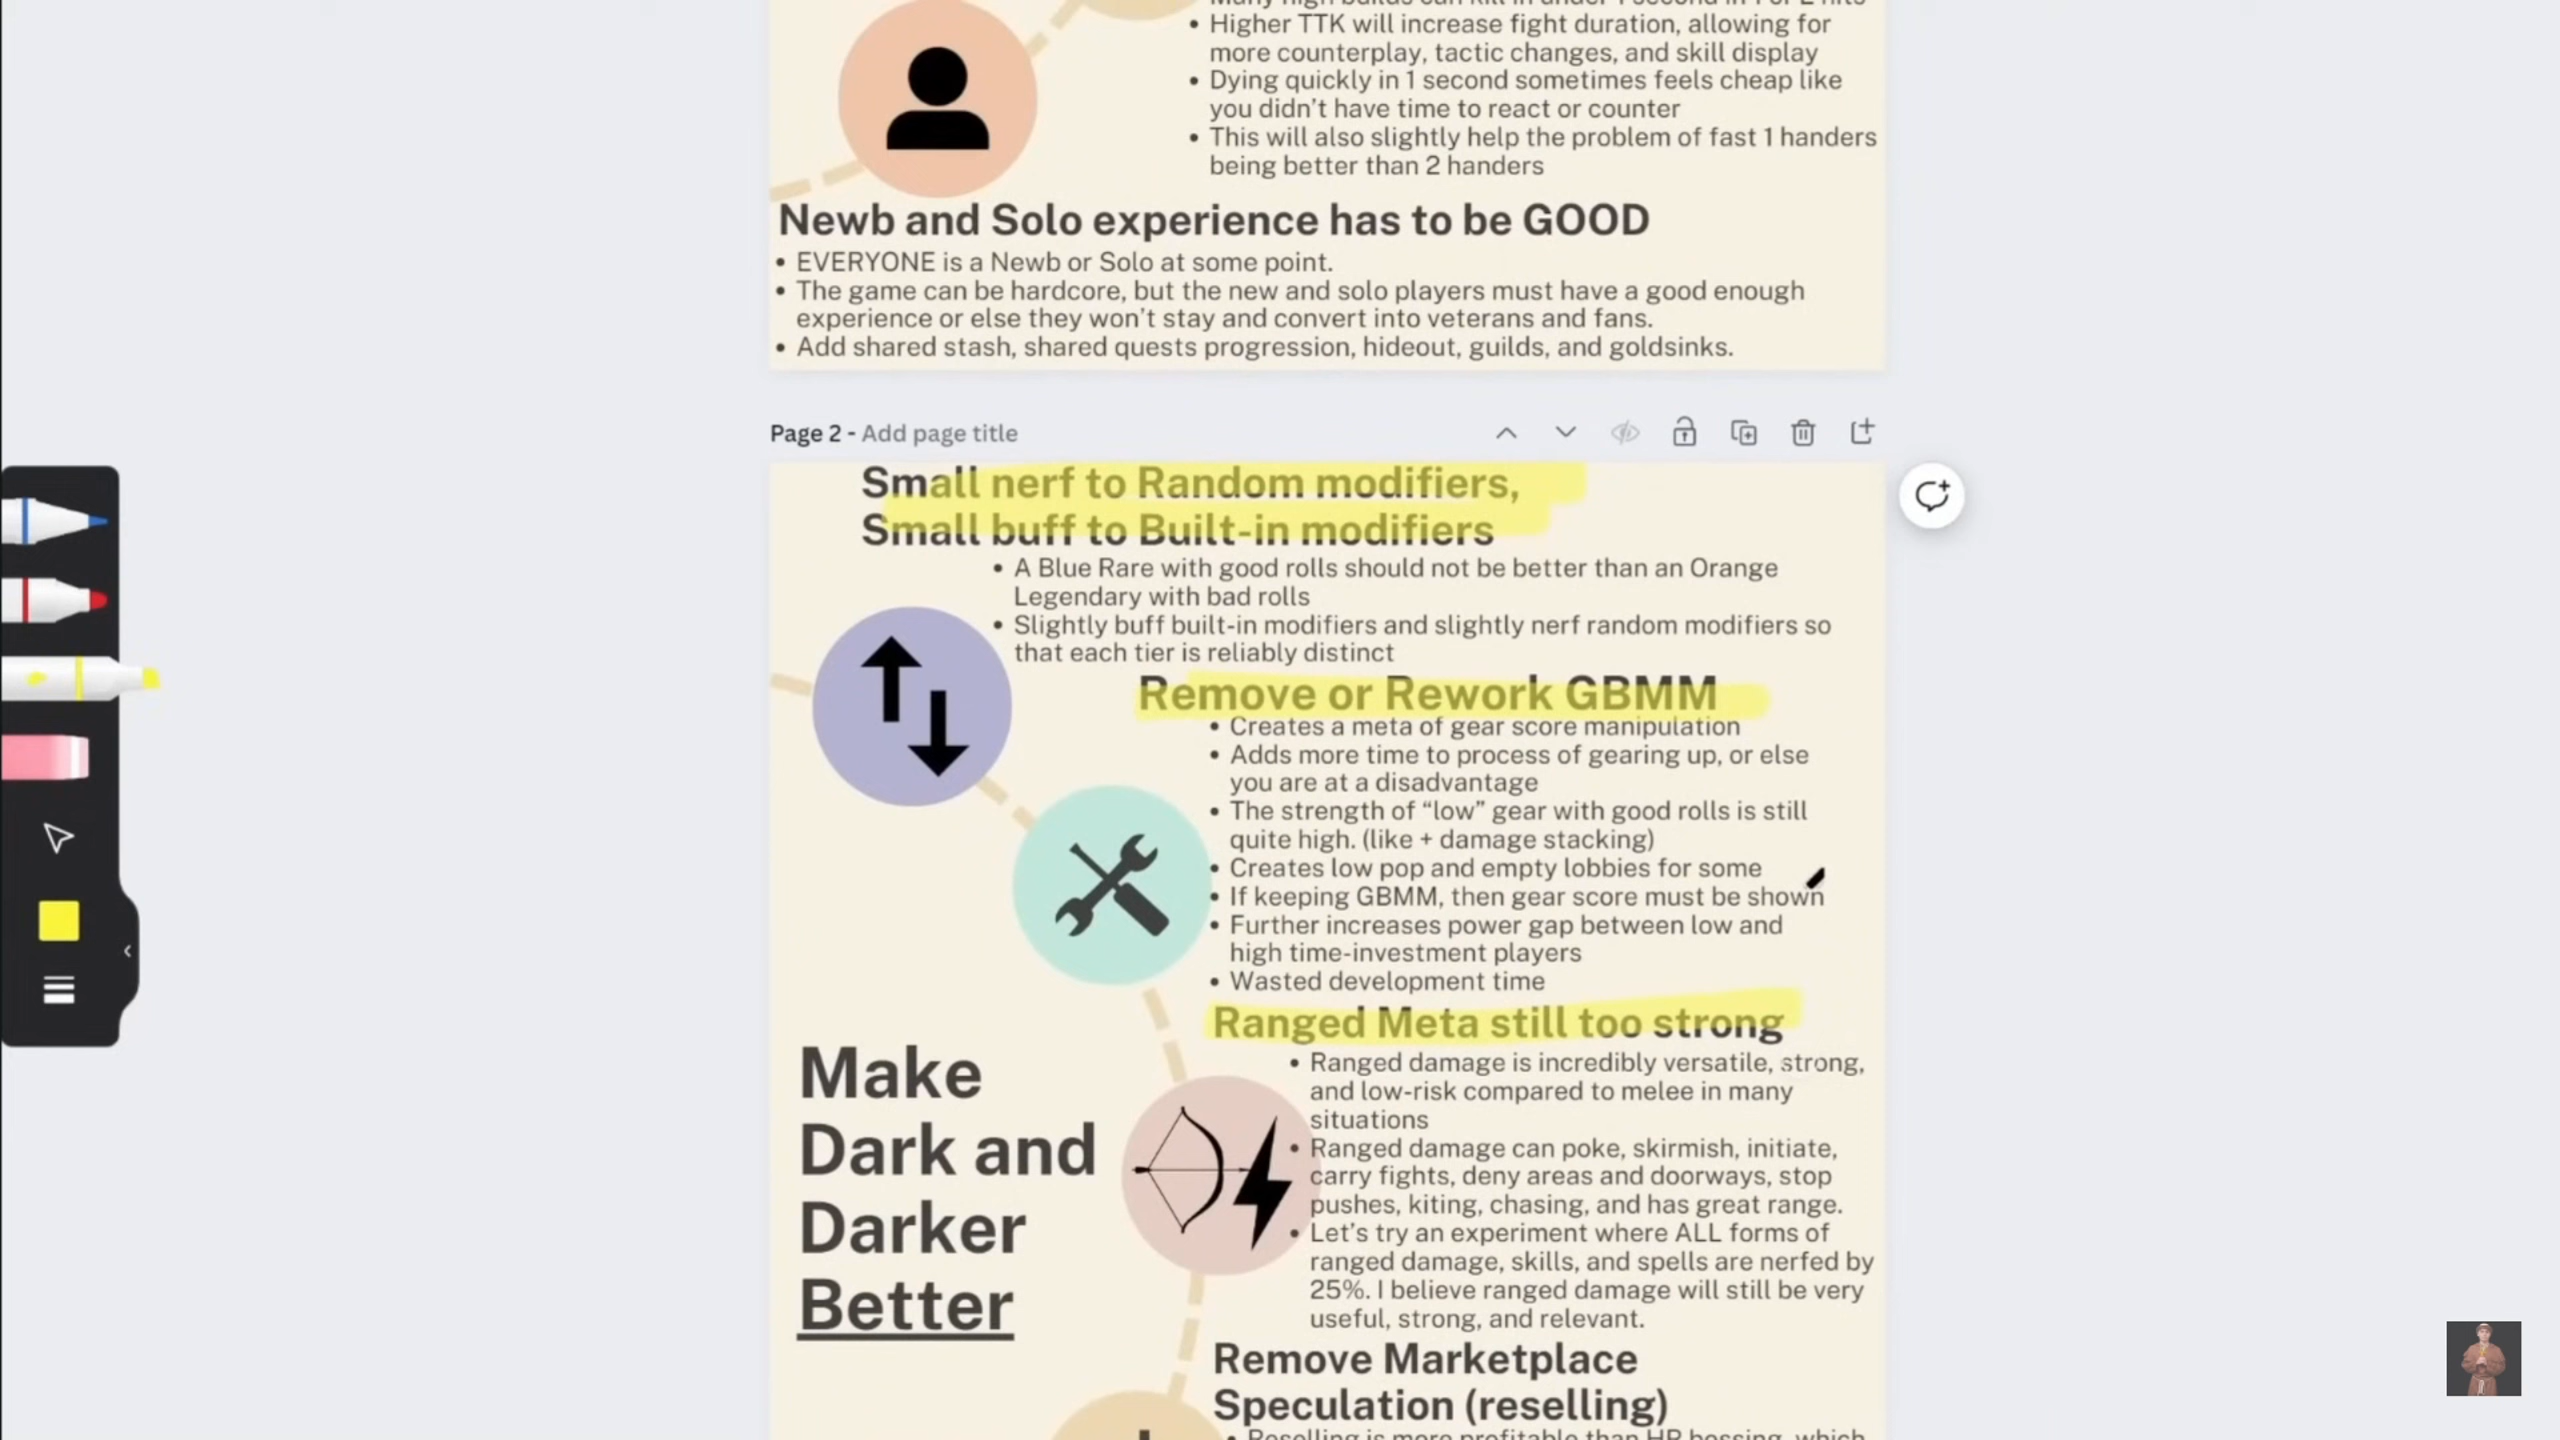 • Higher TTK will increase fight duration, allowing for
more counterplay, tactic changes, and skill display
• Dying quickly in 1 second sometimes feels cheap like
you didn't have time to react or counter
• This will also slightly help the problem of fast 1 handers
being better than 2 handers
Newb and Solo experience has to be GOOD
• EVERYONE is a Newb or Solo at some point.
• The game can be hardcore, but the new and solo players must have a good enough
experience or else they won't stay and convert into veterans and fans.
• Add shared stash, shared quests progression, hideout, guilds, and goldsinks.
Page 2 - Add page title
Small nerf to Random modifiers,
Small buff to Built-in modifiers
• A Blue Rare with good rolls should not be better than an Orange
Legendary with bad rolls
• Slightly buff built-in modifiers and slightly nerf random modifiers so
that each tier is reliably distinct
Remove or Rework GBMM
• Creates a meta of gear score manipulation
• Adds more time to process of gearing up, or else
you are at a disadvantage
• The strength of “low” gear with good rolls is still
quite high. (like + damage stacking)
• Creates low pop and empty lobbies for some
• If keeping GBMM, then gear score must be shown
• Further increases power gap between low and
high time-investment players
• Wasted development time
Ranged Meta still too strong
• Ranged damage is incredibly versatile, strong,
and low-risk compared to melee in many
situations
• Ranged damage can poke, skirmish, initiate,
carry fights, deny areas and doorways, stop
pushes, kiting, chasing, and has great range.
• Let's try an experiment where ALL forms of
ranged damage, skills, and spells are nerfed by
25%. I believe ranged damage will still be very
useful, strong, and relevant.
Make
Dark and
Darker
Better
Remove Marketplace
Speculation (reselling)
• Reselling is more profitable than HR bossing, which